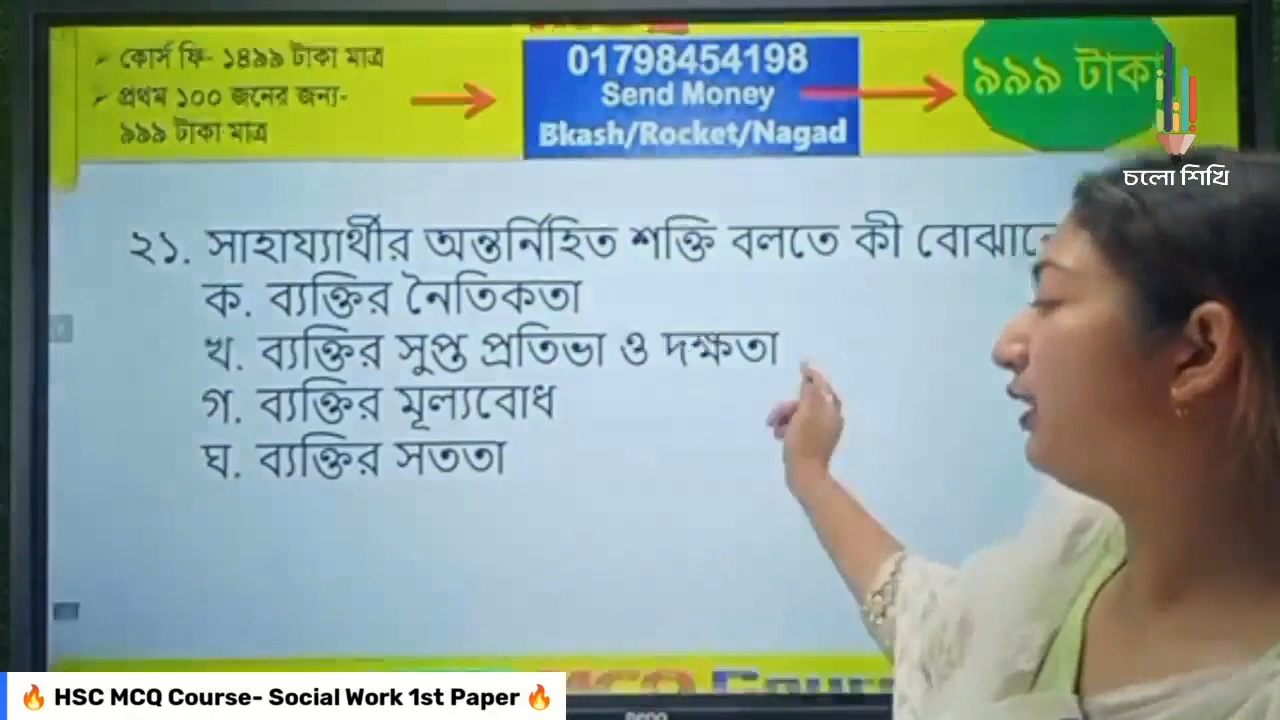 ➢ কোর্স ফি- ১৪৯৯ টাকা মাত্র
➢ প্রথম ১০০ জনের জন্য-
৯৯৯ টাকা মাত্র
01798454198
Send Money
Bkash/Rocket/Nagad
৯৯৯ টাকা
চলো শিখি
২১. সাহায্যার্থীর অন্তর্নিহিত শক্তি বলতে কী
ক. ব্যক্তির নৈতিকতা
খ. ব্যক্তির সুপ্ত প্রতিভা ও দক্ষতা
গ. ব্যক্তির মূল্যবোধ
ঘ. ব্যক্তির সততা
🔥 HSC MCQ Course- Social Work 1st Paper 🔥